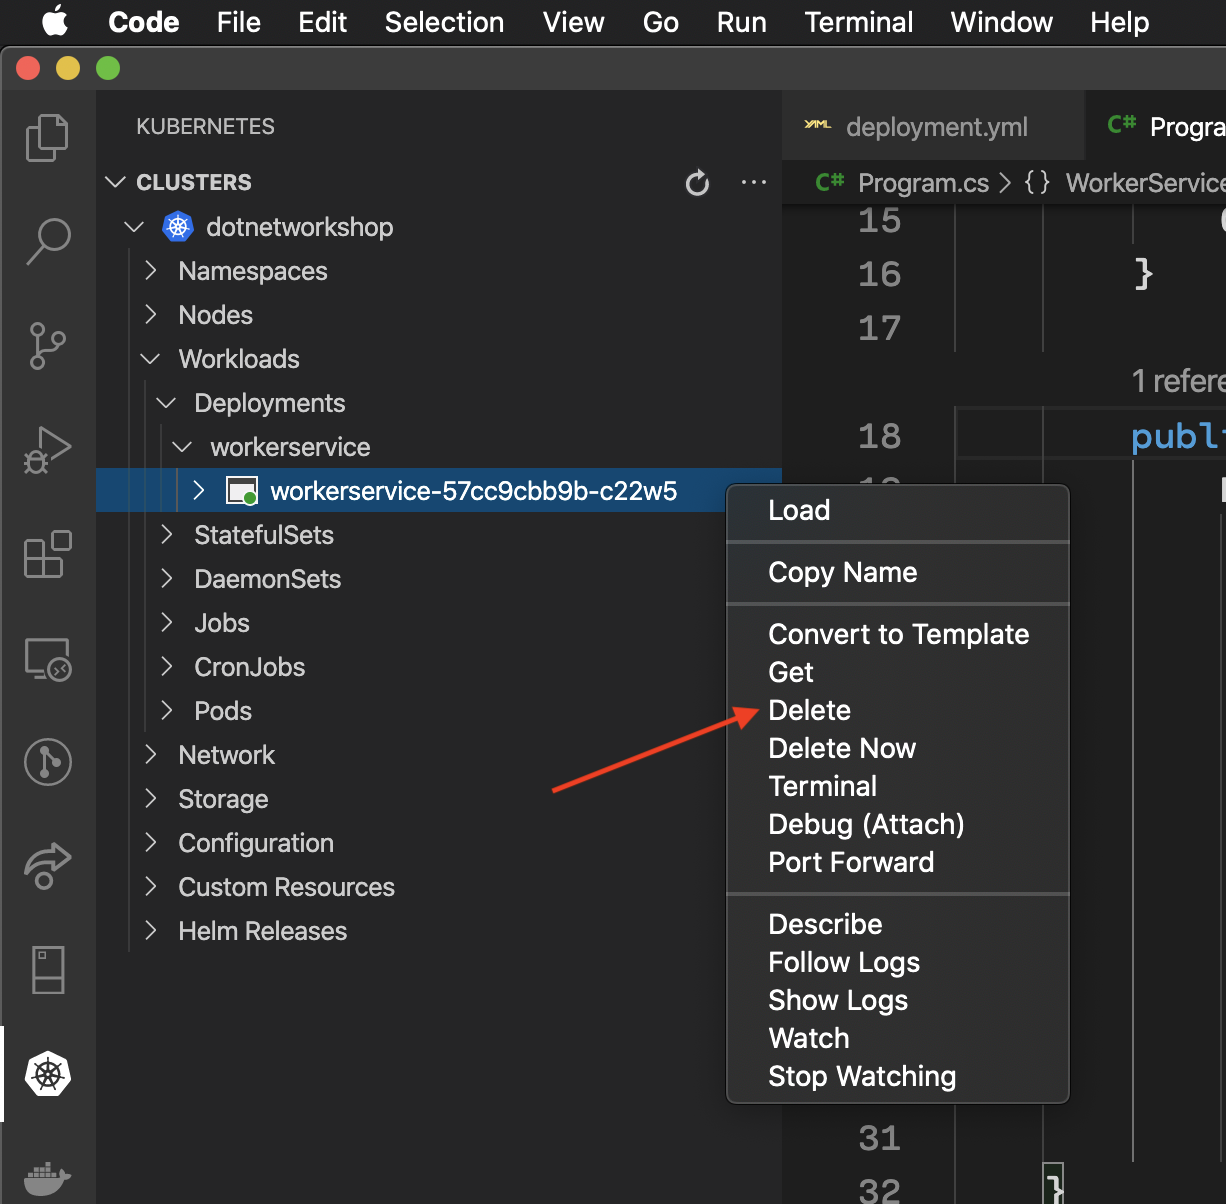 Code File Edit Selection View Go Run Terminal Window Help
KUBERNETES
CLUSTERS
dotnetworkshop
Namespaces
Nodes
Workloads
Deployments
workerservice
workerservice-57cc9cbb9b-c22w5
StatefulSets
DaemonSets
Jobs
CronJobs
Pods
Network
Storage
Configuration
Custom Resources
Helm Releases
YAML deployment.yml C# Progra
C# Program.cs > {} WorkerService
15
16 }
17
1 refere
18 publi
Load
Copy Name
Convert to Template
Get
Delete
Delete Now
Terminal
Debug (Attach)
Port Forward
Describe
Follow Logs
Show Logs
Watch
Stop Watching
31
32 }